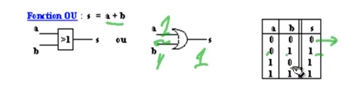 Fonction OU : s = a + b
a
b
>1
s
ou
a
b
1
1
s
1
a b s
0 0 0
0 1 1
1 0 1
1 1 1